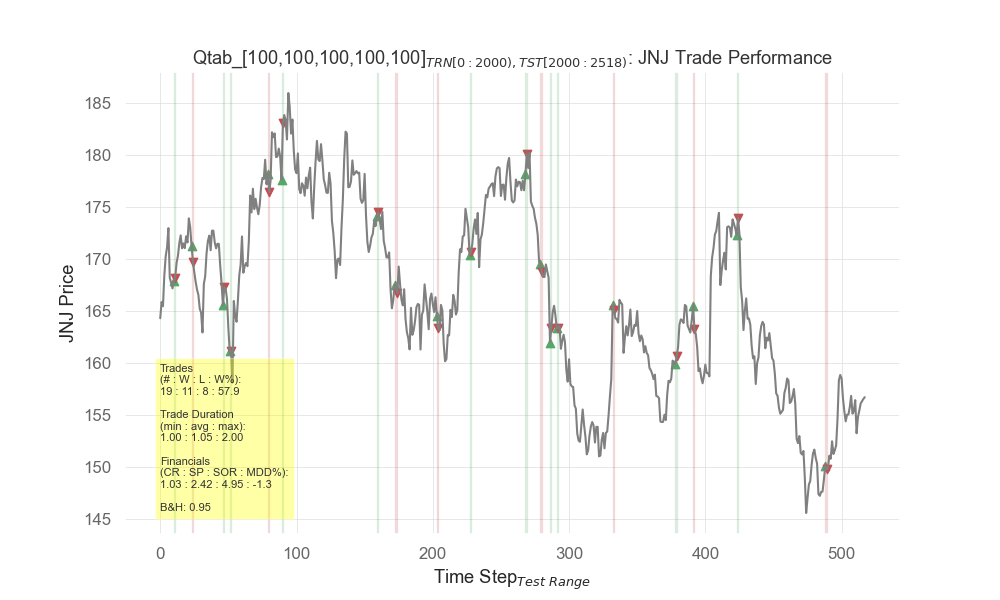 Qtab_[100,100,100,100,100]TRN[0:2000),TST[2000:2518): JNJ Trade Performance
JNJ Price
185
180
175
170
165
160
155
150
145
Trades
(# : W : L : W%):
19 : 11 : 8 : 57.9
Trade Duration
(min : avg : max):
1.00 : 1.05 : 2.00
Financials
(CR : SP : SOR : MDD%):
1.03 : 2.42 : 4.95 : -1.3
B&H: 0.95
0 100 200 300 400 500
Time StepTest Range